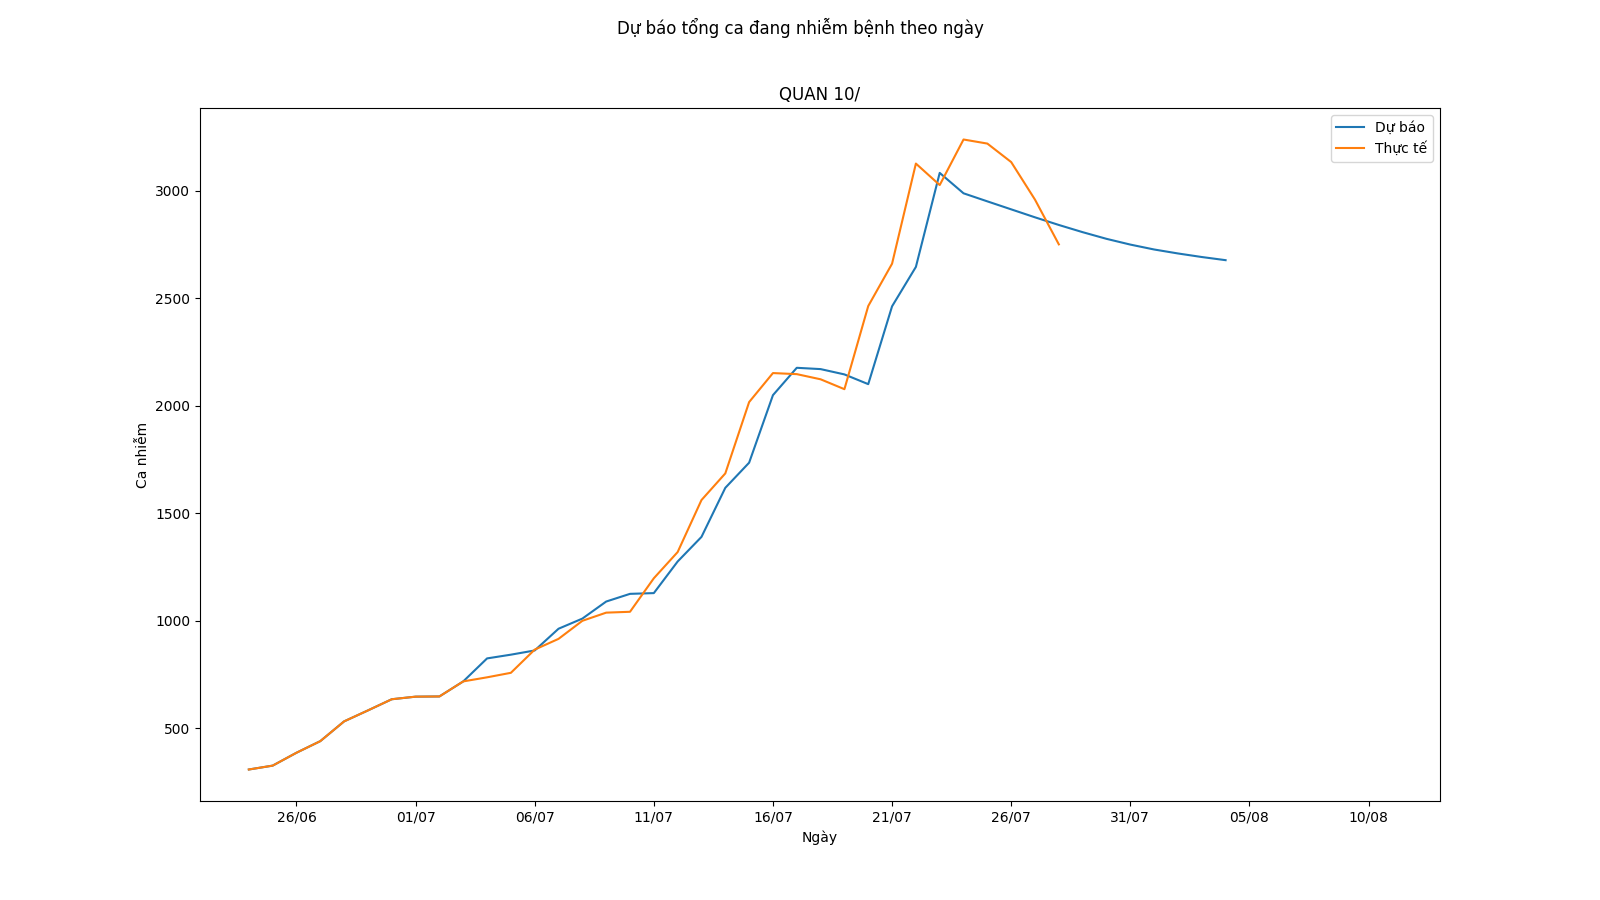 Dự báo tổng ca đang nhiễm bệnh theo ngày
QUAN 10/
Dự báo
Thực tế
3000
2500
2000
1500
1000
500
Ca nhiễm
26/06 01/07 06/07 11/07 16/07 21/07 26/07 31/07 05/08 10/08
Ngày